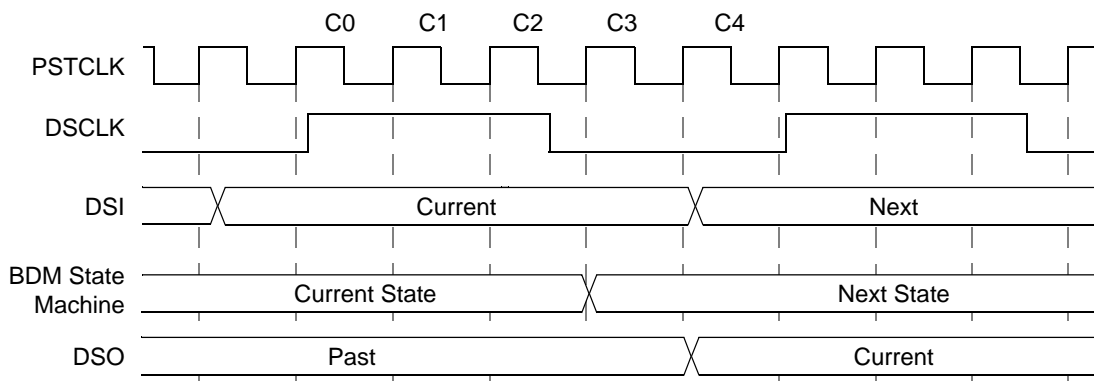 C0 C1 C2 C3 C4
PSTCLK
DSCLK
DSI Current Next
BDM State
Machine Current State Next State
DSO Past Current